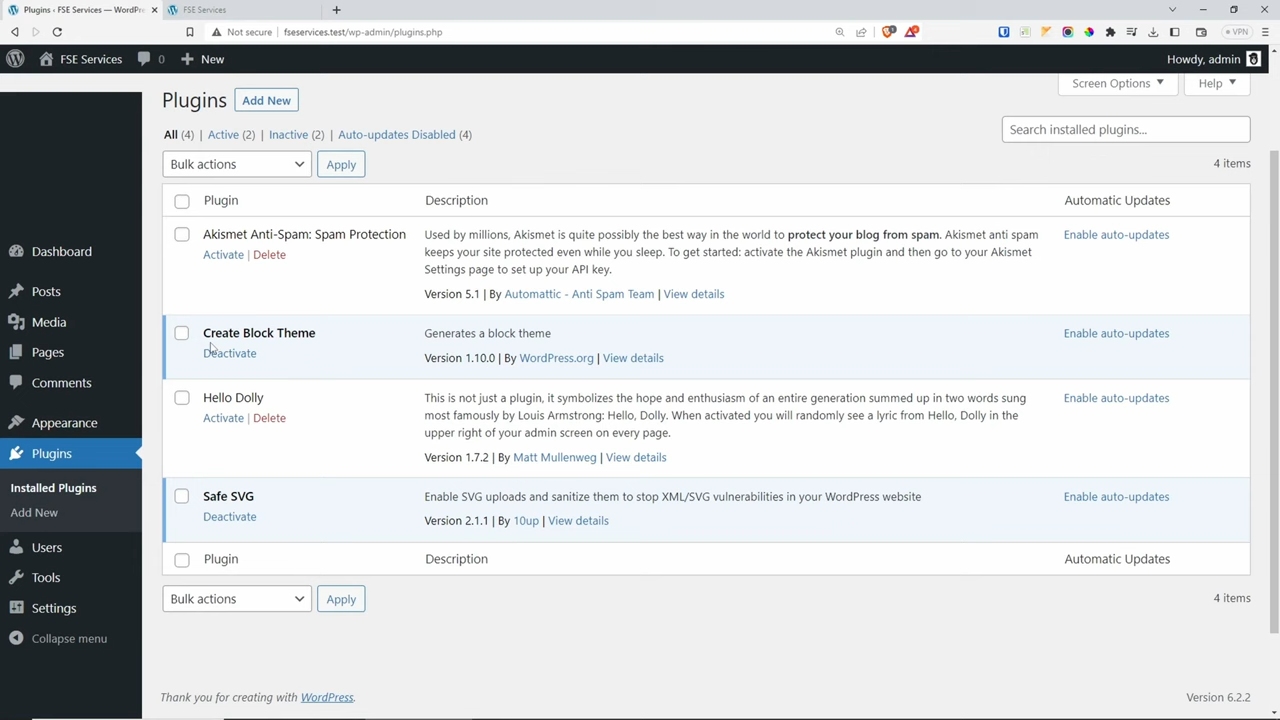 Plugins ‹ FSE Services — WordPre
FSE Services
Not secure fseservices.test/wp-admin/plugins.php
VPN
FSE Services 0 New
Howdy, admin
Screen Options Help
Plugins Add New
All (4) | Active (2) | Inactive (2) | Auto-updates Disabled (4)
Search installed plugins...
Bulk actions Apply
4 items
Plugin Description Automatic Updates
Akismet Anti-Spam: Spam Protection
Activate | Delete
Used by millions, Akismet is quite possibly the best way in the world to protect your blog from spam. Akismet anti spam
keeps your site protected even while you sleep. To get started: activate the Akismet plugin and then go to your Akismet
Settings page to set up your API key.
Version 5.1 | By Automattic - Anti Spam Team | View details
Enable auto-updates
Create Block Theme
Deactivate
Generates a block theme
Version 1.10.0 | By WordPress.org | View details
Enable auto-updates
Hello Dolly
Activate | Delete
This is not just a plugin, it symbolizes the hope and enthusiasm of an entire generation summed up in two words sung
most famously by Louis Armstrong: Hello, Dolly. When activated you will randomly see a lyric from Hello, Dolly in the
upper right of your admin screen on every page.
Version 1.7.2 | By Matt Mullenweg | View details
Enable auto-updates
Safe SVG
Deactivate
Enable SVG uploads and sanitize them to stop XML/SVG vulnerabilities in your WordPress website
Version 2.1.1 | By 10up | View details
Enable auto-updates
Plugin Description Automatic Updates
Bulk actions Apply
4 items
Dashboard
Posts
Media
Pages
Comments
Appearance
Plugins
Installed Plugins
Add New
Users
Tools
Settings
Collapse menu
Thank you for creating with WordPress.
Version 6.2.2